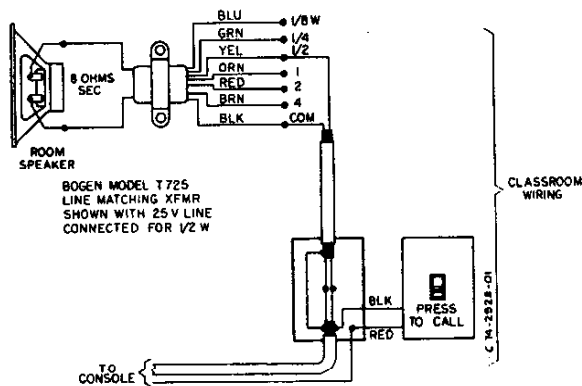 BLU
1/8 W
GRN
1/4
YEL
1/2
ORN
1
RED
2
BRN
4
BLK
COM
8 OHMS
SEC
ROOM
SPEAKER
BOGEN MODEL T725
LINE MATCHING XFMR
SHOWN WITH 25V LINE
CONNECTED FOR 1/2 W
CLASSROOM
WIRING
BLK
RED
PRESS
TO CALL
C 74-2928-01
TO
CONSOLE